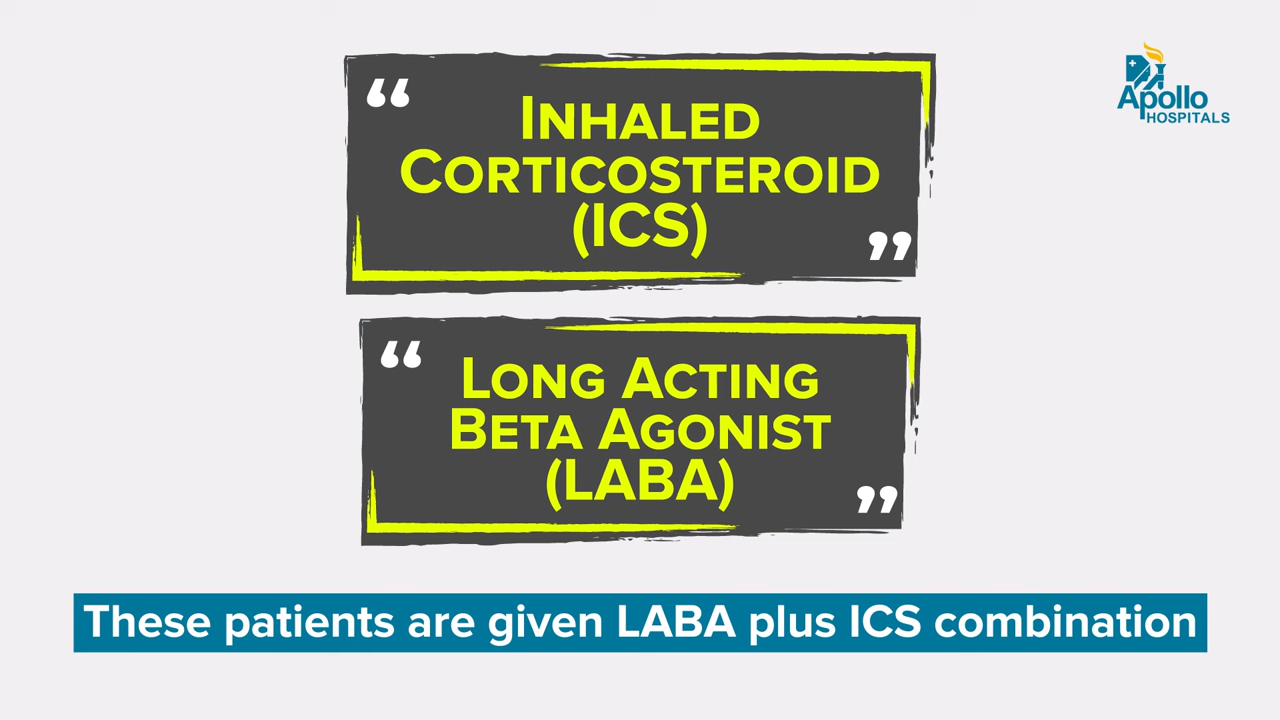 “
INHALED
CORTICOSTEROID
(ICS)
”
“
LONG ACTING
BETA AGONIST
(LABA)
”
Apollo
HOSPITALS
These patients are given LABA plus ICS combination